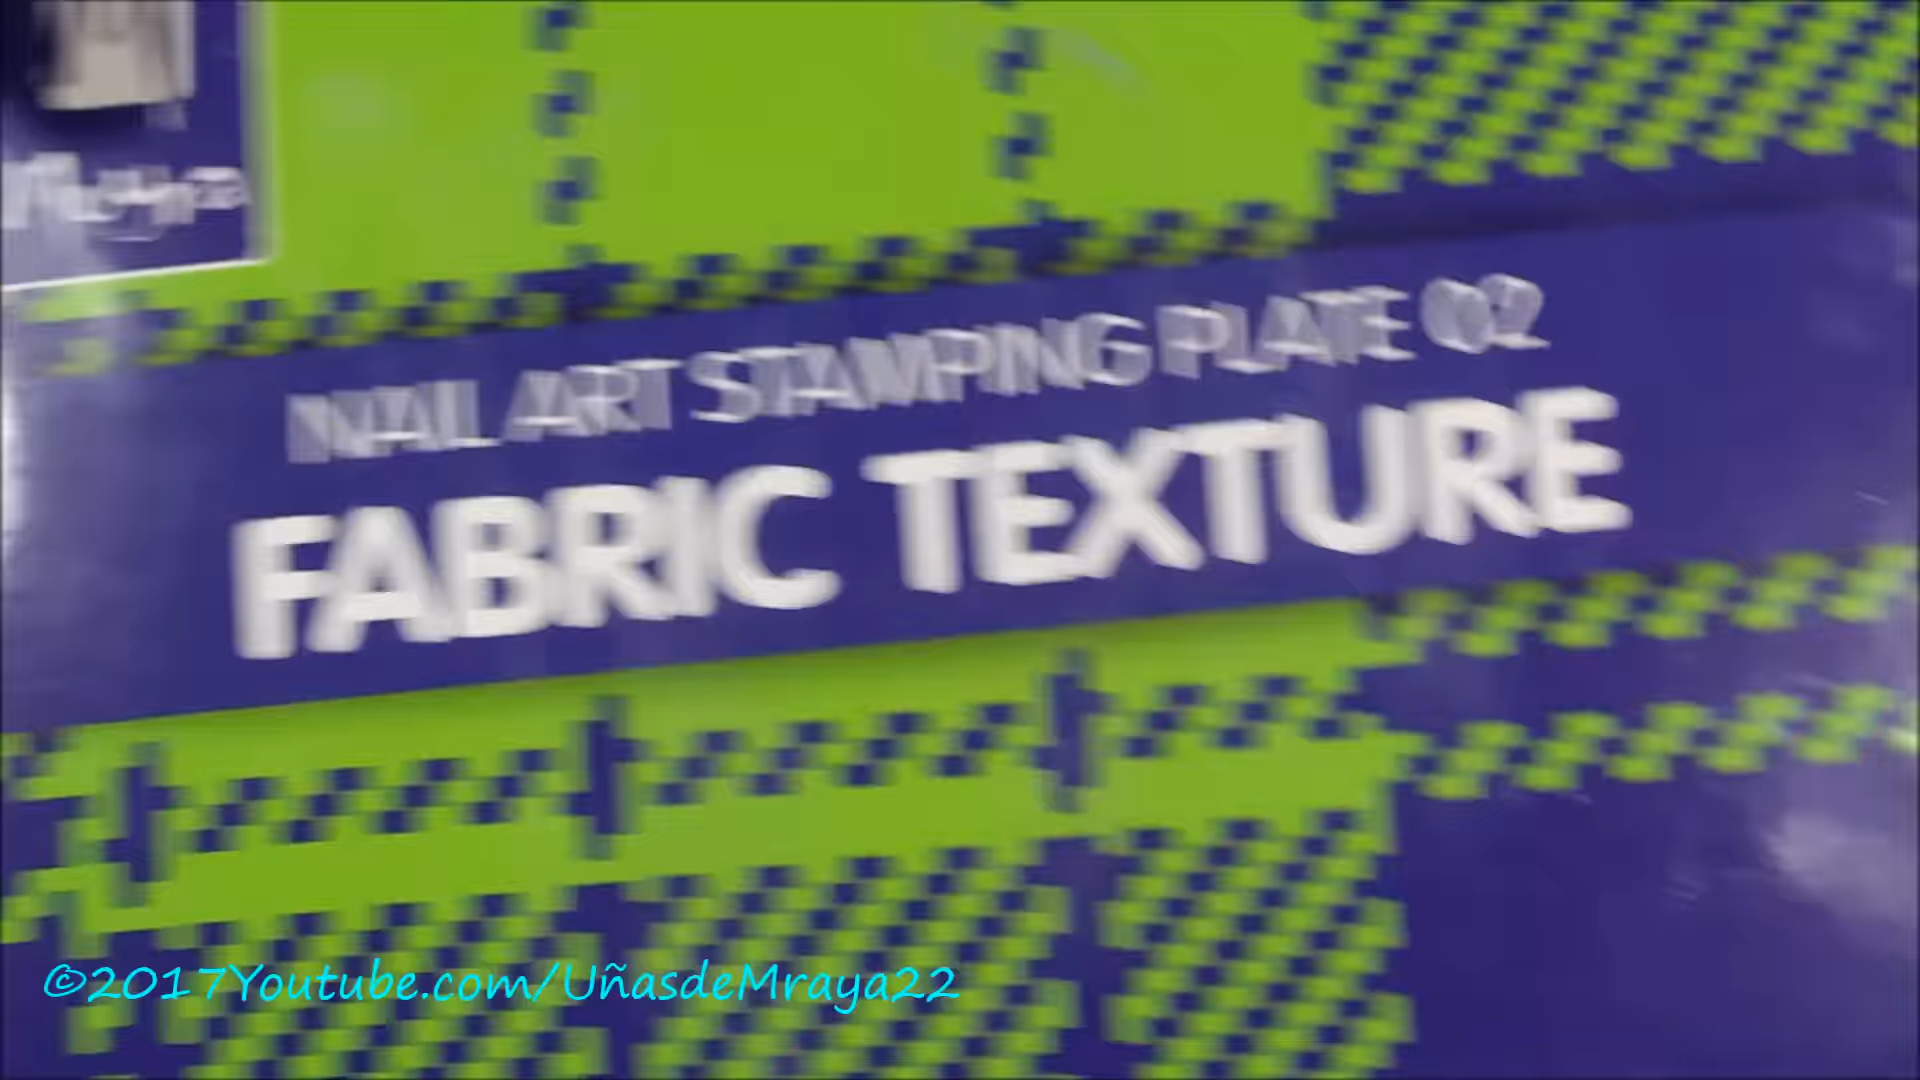 NAIL ART STAMPING PLATE 02
FABRIC TEXTURE
©2017Youtube.com/UñasdeMraya22